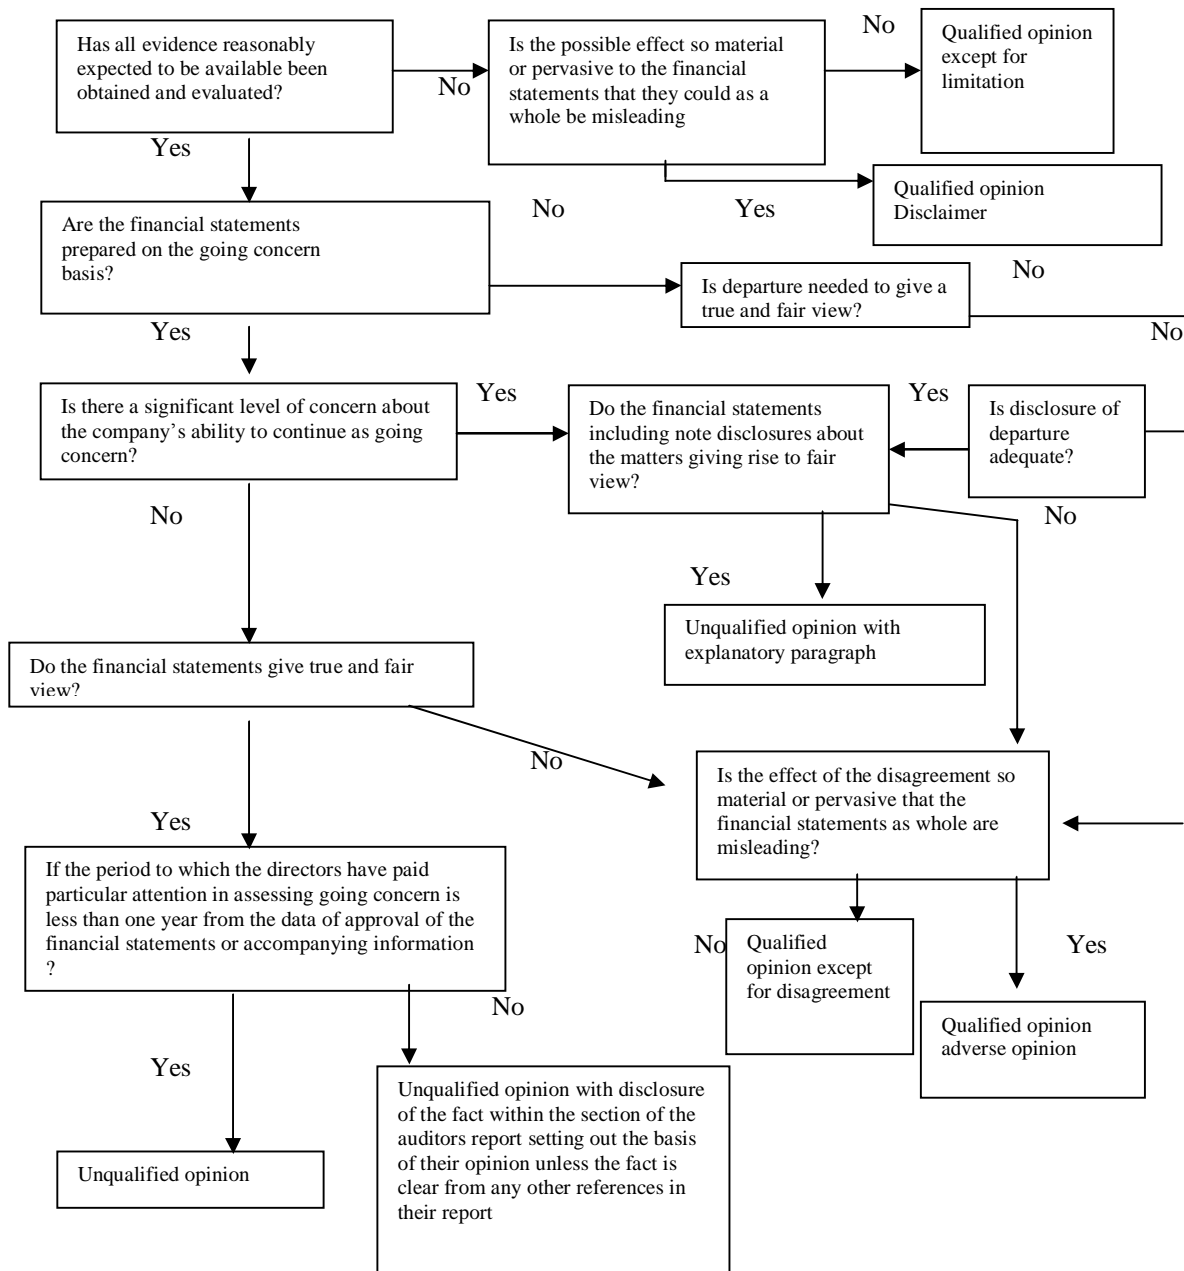 Has all evidence reasonably
expected to be available been
obtained and evaluated?
No
Is the possible effect so material
or pervasive to the financial
statements that they could as a
whole be misleading
No
Qualified opinion
except for
limitation
Yes
No
Yes
Qualified opinion
Disclaimer
Are the financial statements
prepared on the going concern
basis?
No
Is departure needed to give a
true and fair view?
No
Yes
Is there a significant level of concern about
the company’s ability to continue as going
concern?
Yes
Do the financial statements
including note disclosures about
the matters giving rise to fair
view?
Yes
Is disclosure of
departure
adequate?
No
No
Yes
Unqualified opinion with
explanatory paragraph
Do the financial statements give true and fair
view?
No
Is the effect of the disagreement so
material or pervasive that the
financial statements as whole are
misleading?
Yes
If the period to which the directors have paid
particular attention in assessing going concern is
less than one year from the data of approval of the
financial statements or accompanying information
?
No
Qualified
opinion except
for disagreement
Yes
Qualified opinion
adverse opinion
No
Yes
Unqualified opinion
Unqualified opinion with disclosure
of the fact within the section of the
auditors report setting out the basis
of their opinion unless the fact is
clear from any other references in
their report